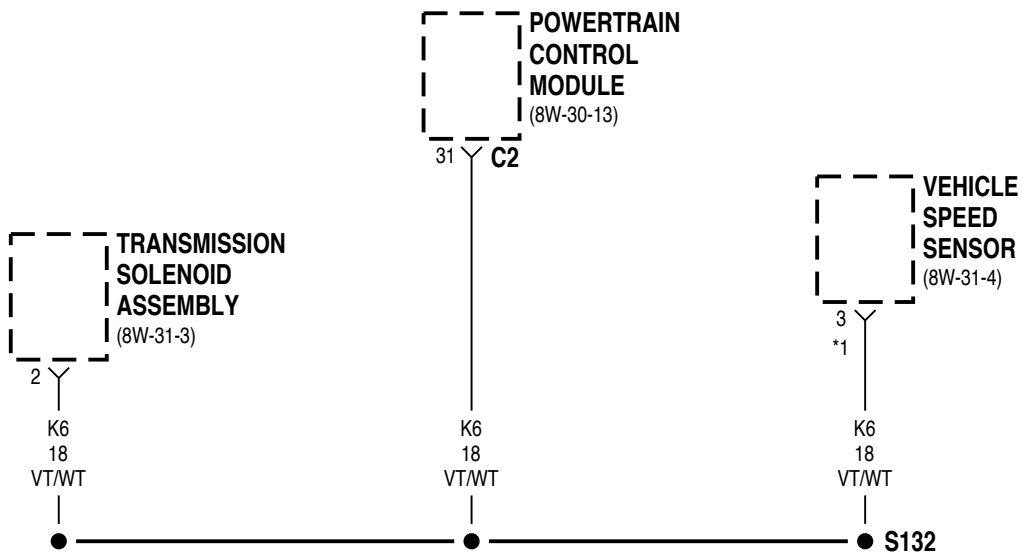 POWERTRAIN
CONTROL
MODULE
(8W-30-13)
31
C2
VEHICLE
SPEED
SENSOR
(8W-31-4)
3
*1
TRANSMISSION
SOLENOID
ASSEMBLY
(8W-31-3)
2
K6
18
VT/WT
K6
18
VT/WT
K6
18
VT/WT
S132